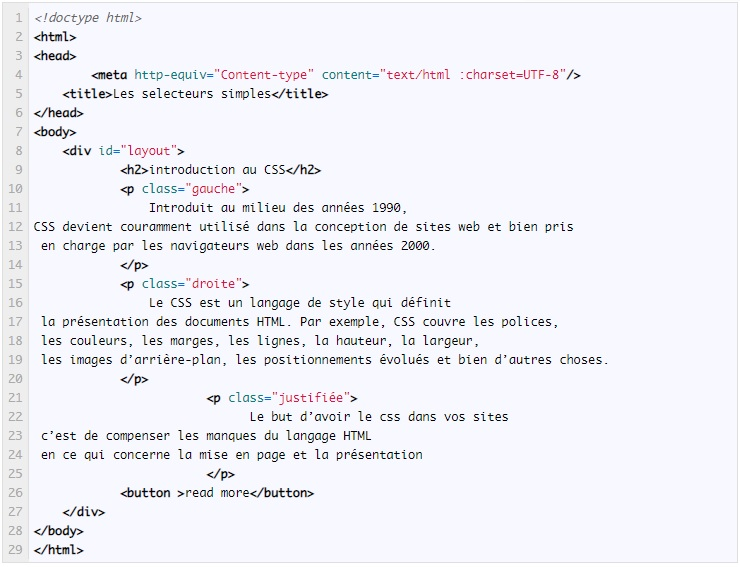 1 <!doctype html>
2 <html>
3 <head>
4 <meta http-equiv="Content-type" content="text/html :charset=UTF-8"/>
5 <title>Les selecteurs simples</title>
6 </head>
7 <body>
8 <div id="layout">
9 <h2>introduction au CSS</h2>
10 <p class="gauche">
11 Introduit au milieu des années 1990,
12 CSS devient couramment utilisé dans la conception de sites web et bien pris
13 en charge par les navigateurs web dans les années 2000.
14 </p>
15 <p class="droite">
16 Le CSS est un langage de style qui définit
17 la présentation des documents HTML. Par exemple, CSS couvre les polices,
18 les couleurs, les marges, les lignes, la hauteur, la largeur,
19 les images d’arrière-plan, les positionnements évolués et bien d’autres choses.
20 </p>
21 <p class="justifiée">
22 Le but d’avoir le css dans vos sites
23 c’est de compenser les manques du langage HTML
24 en ce qui concerne la mise en page et la présentation
25 </p>
26 <button >read more</button>
27 </div>
28 </body>
29 </html>